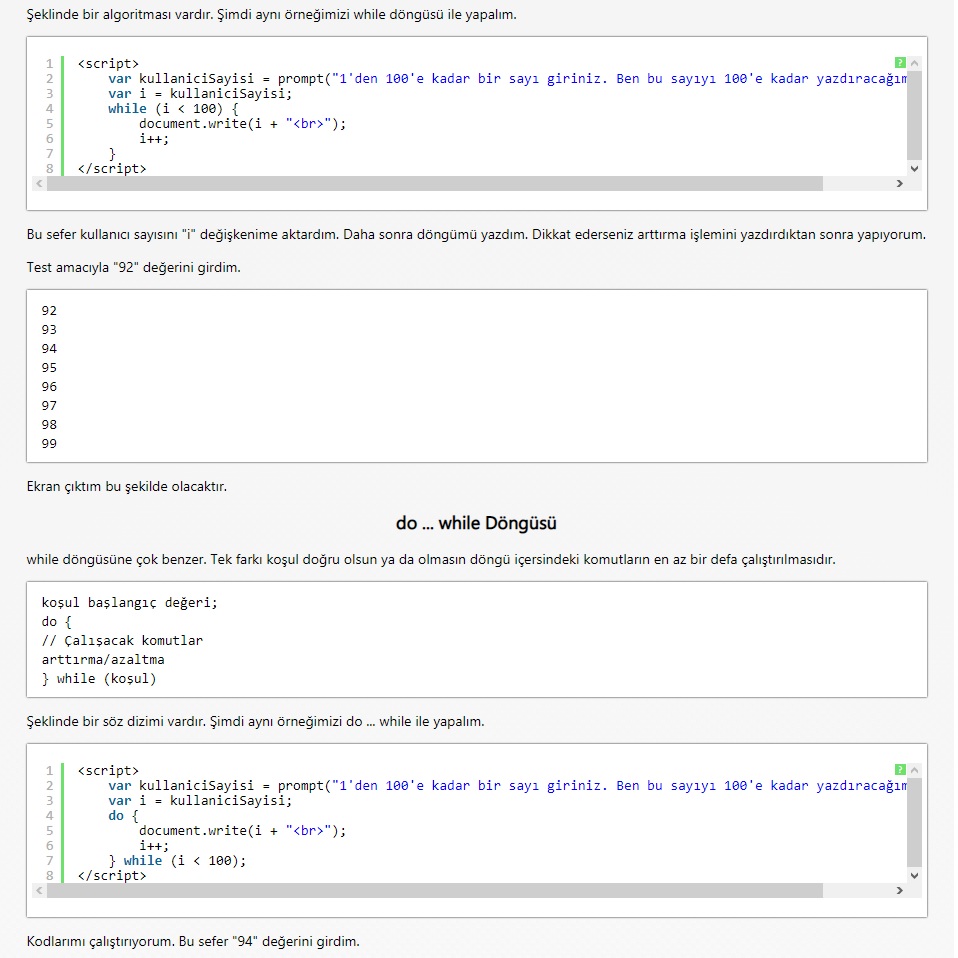 Şeklinde bir algoritması vardır. Şimdi aynı örneğimizi while döngüsü ile yapalım.
?
1 <script>
2 var kullaniciSayisi = prompt("1'den 100'e kadar bir sayı giriniz. Ben bu sayıyı 100'e kadar yazdıracağım
3 var i = kullaniciSayisi;
4 while (i < 100) {
5 document.write(i + "<br>");
6 i++;
7 }
8 </script>
Bu sefer kullanıcı sayısını "i" değişkenime aktardım. Daha sonra döngümü yazdım. Dikkat ederseniz arttırma işlemini yazdırdıktan sonra yapıyorum.
Test amacıyla "92" değerini girdim.
92
93
94
95
96
97
98
99
Ekran çıktım bu şekilde olacaktır.
do ... while Döngüsü
while döngüsüne çok benzer. Tek farkı koşul doğru olsun ya da olmasın döngü içersindeki komutların en az bir defa çalıştırılmasıdır.
koşul başlangıç değeri;
do {
// Çalışacak komutlar
arttırma/azaltma
} while (koşul)
Şeklinde bir söz dizimi vardır. Şimdi aynı örneğimizi do ... while ile yapalım.
?
1 <script>
2 var kullaniciSayisi = prompt("1'den 100'e kadar bir sayı giriniz. Ben bu sayıyı 100'e kadar yazdıracağım
3 var i = kullaniciSayisi;
4 do {
5 document.write(i + "<br>");
6 i++;
7 } while (i < 100);
8 </script>
Kodlarımı çalıştırıyorum. Bu sefer "94" değerini girdim.